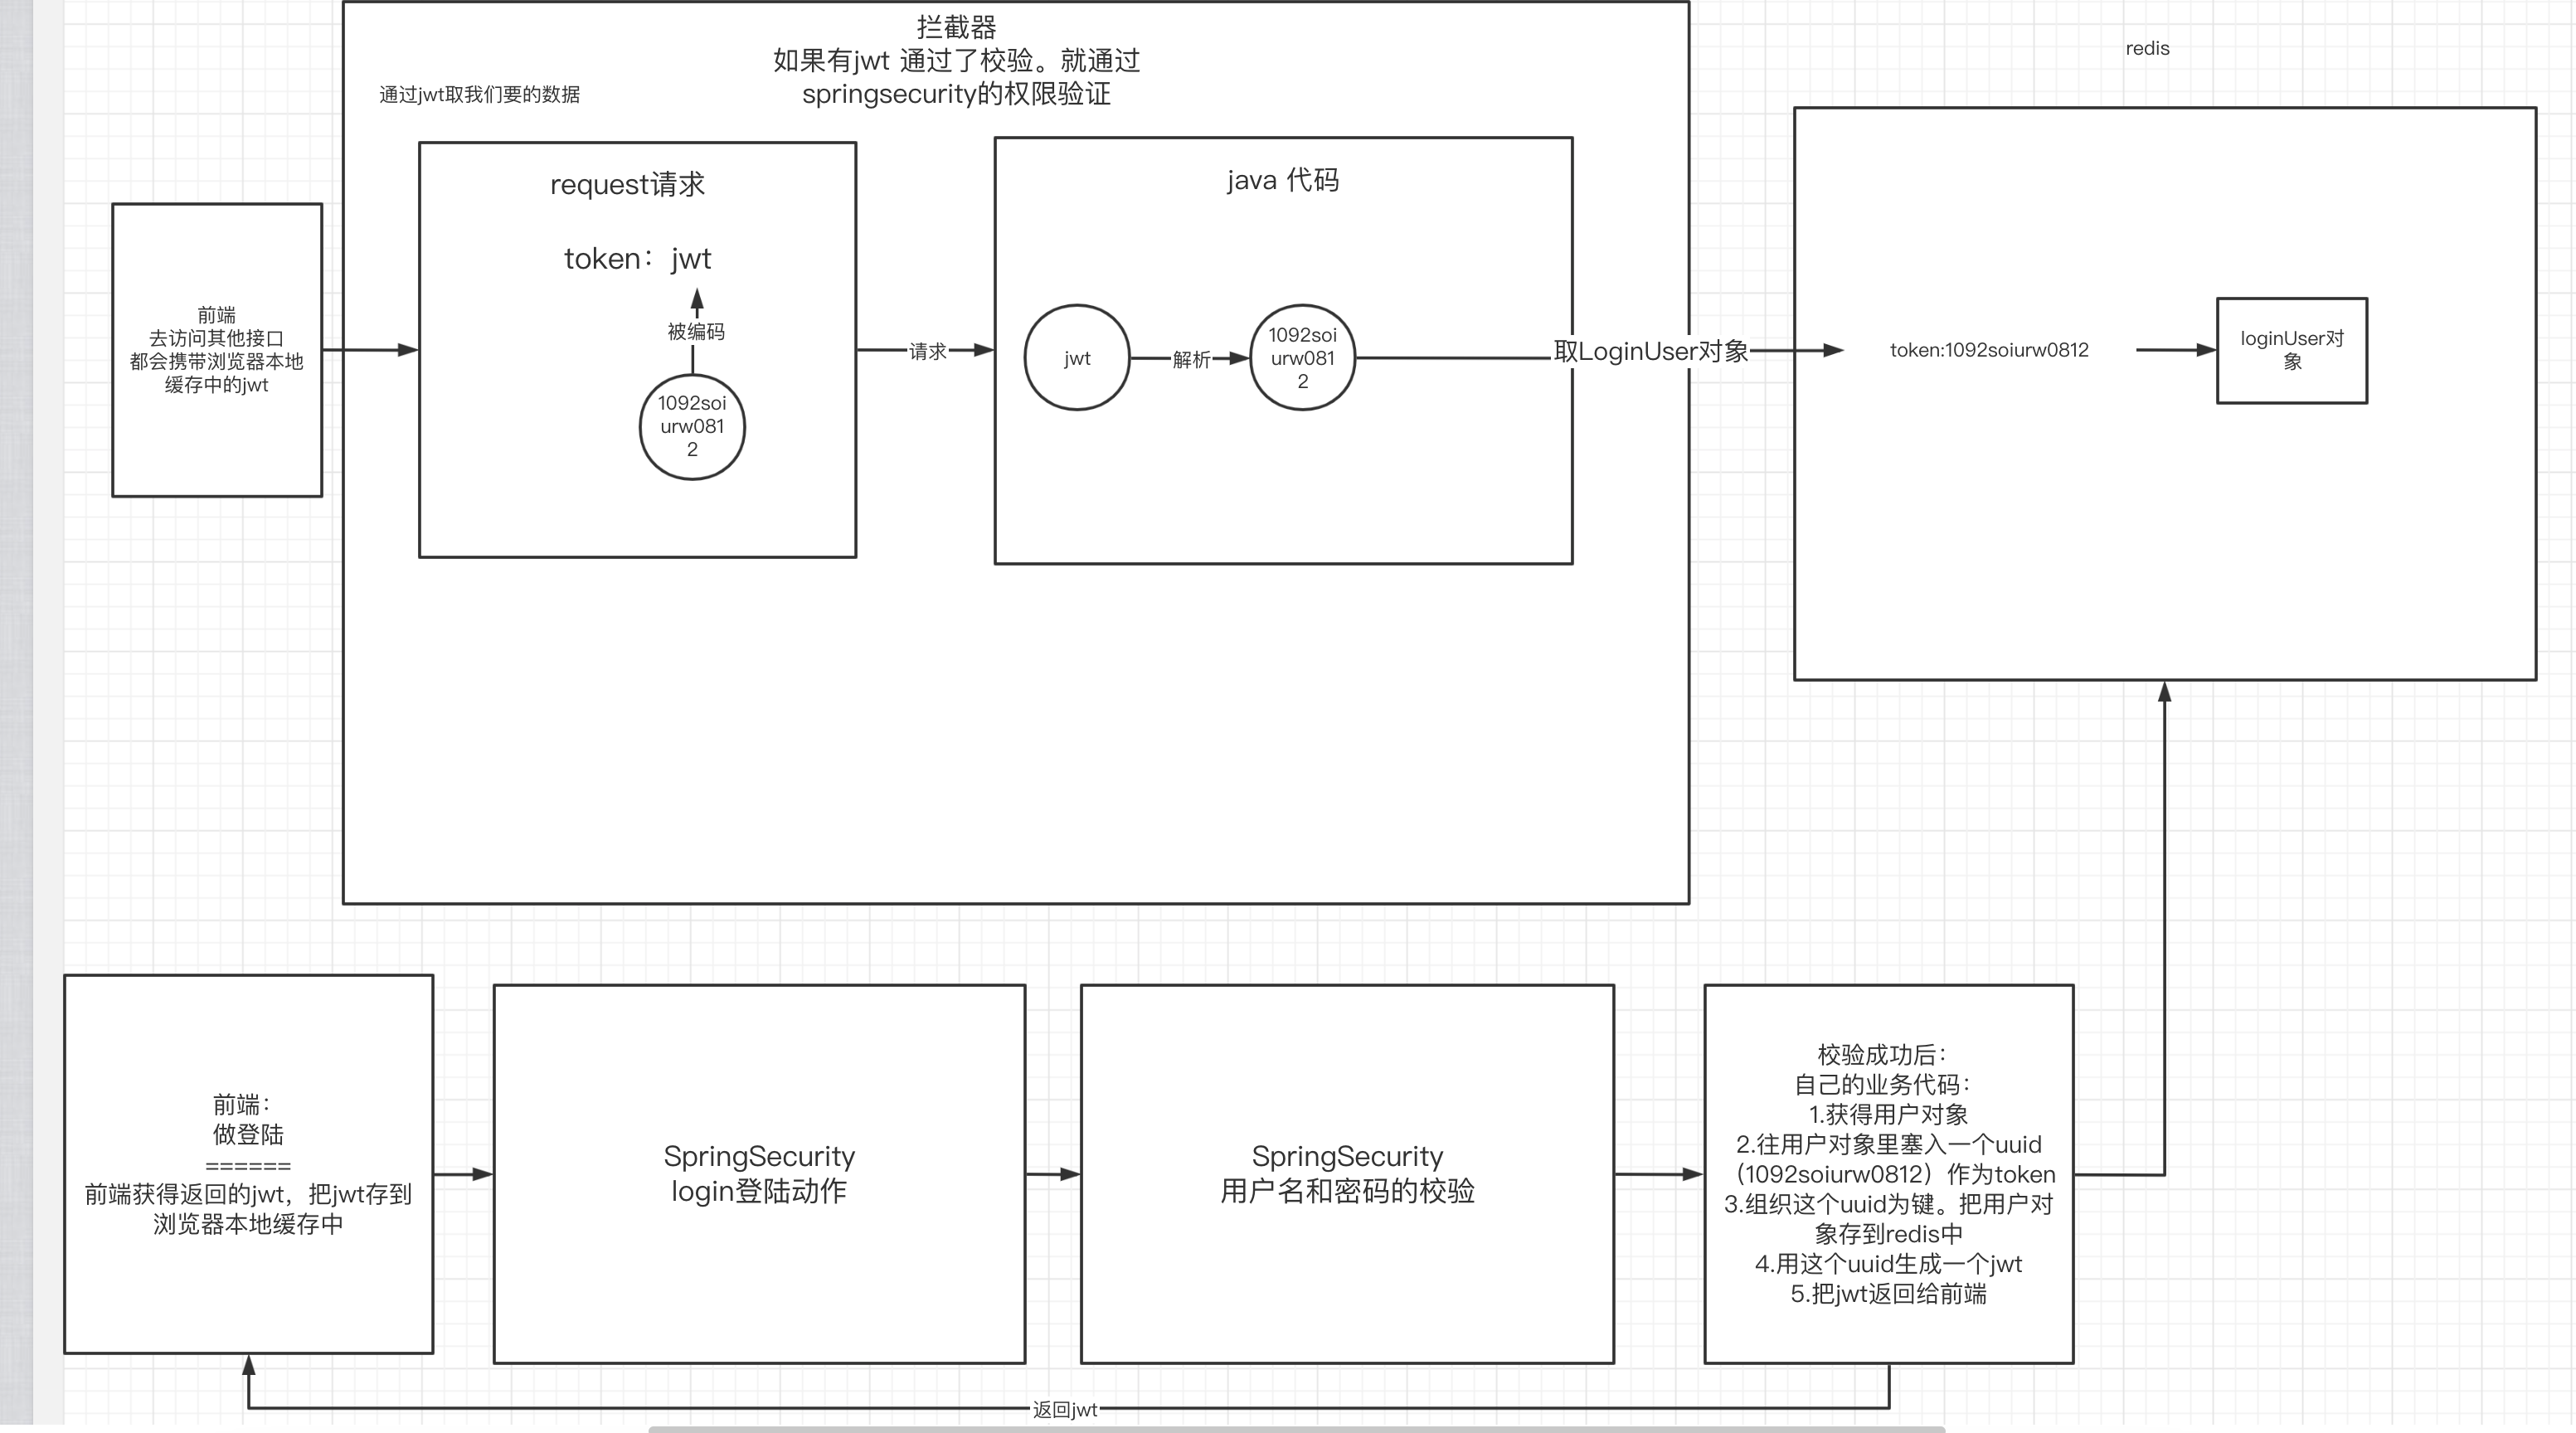 拦截器
如果有jwt 通过了校验。就通过
springsecurity的权限验证
redis
通过jwt取我们要的数据
request请求
token：jwt
被编码
1092soi
urw081
2
前端
去访问其他接口
都会携带浏览器本地
缓存中的jwt
请求
java 代码
jwt
解析
1092soi
urw081
2
取LoginUser对象
token:1092soiurw0812
loginUser对
象
前端：
做登陆
======
前端获得返回的jwt，把jwt存到
浏览器本地缓存中
SpringSecurity
login登陆动作
SpringSecurity
用户名和密码的校验
校验成功后：
自己的业务代码：
1.获得用户对象
2.往用户对象里塞入一个uuid
（1092soiurw0812）作为token
3.组织这个uuid为键。把用户对
象存到redis中
4.用这个uuid生成一个jwt
5.把jwt返回给前端
返回jwt